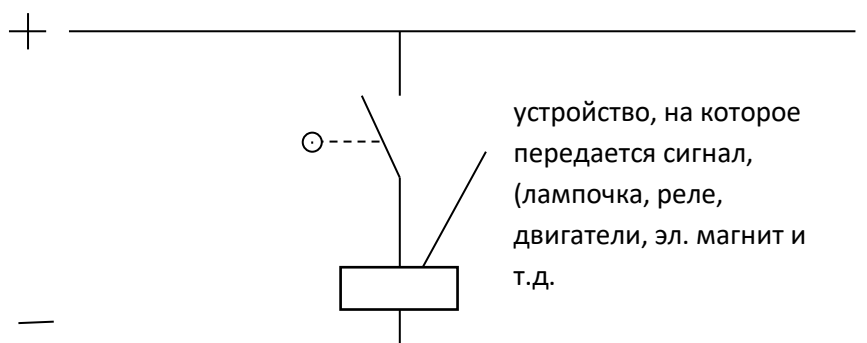 устройство, на которое
передается сигнал,
(лампочка, реле,
двигатели, эл. магнит и
т.д.